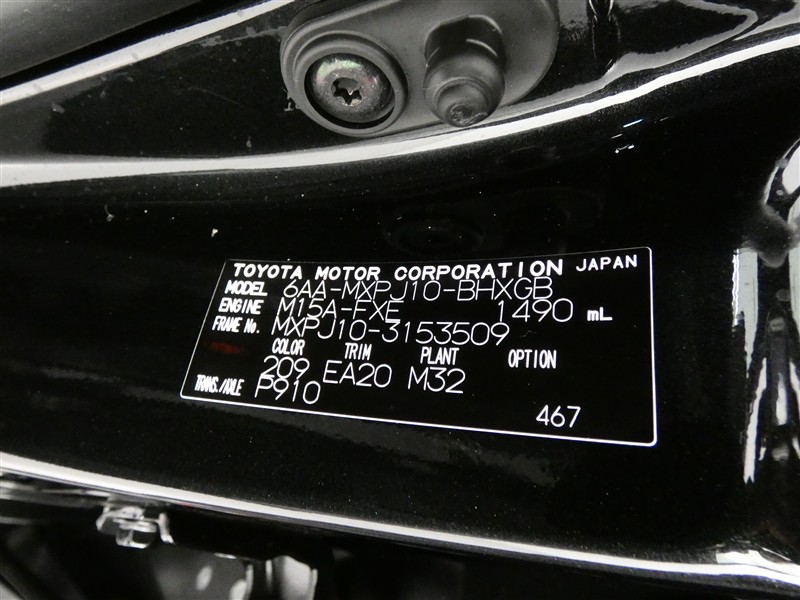 TOYOTA MOTOR CORPORATION JAPAN
MODEL 6AA-MXPJ10-BHXGB
ENGINE M15A-FXE 1490 mL
FRAME No. MXPJ10-3153509
COLOR TRIM PLANT OPTION
209 EA20 M32
TRANS./AXLE P910
467